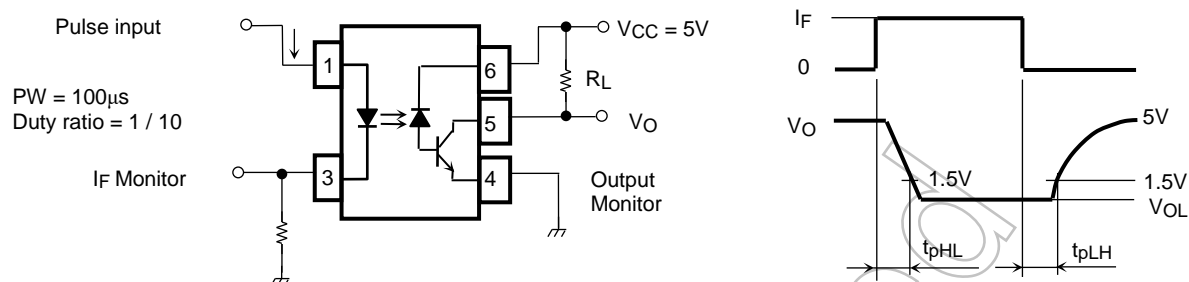 Pulse input
PW = 100μs
Duty ratio = 1 / 10
IF Monitor
1
3
6
5
4
VCC = 5V
RL
VO
Output
Monitor
IF
0
VO
5V
1.5V
1.5V
VOL
tpHL
tpLH